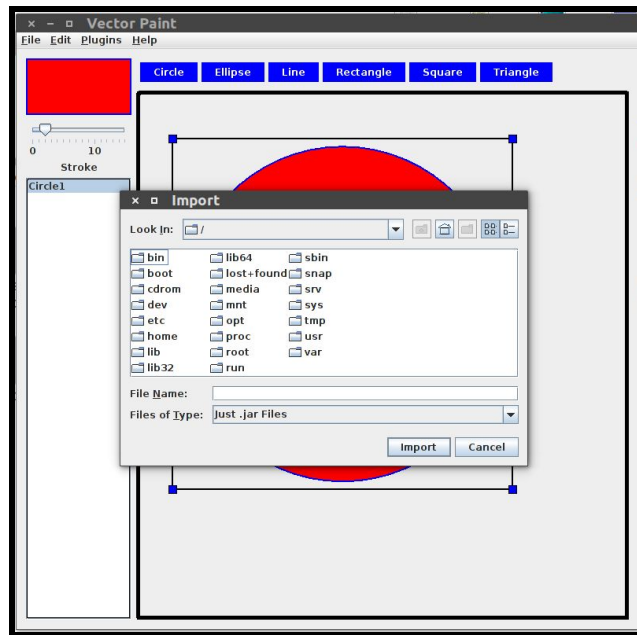 Vector Paint
File Edit Plugins Help
Circle Ellipse Line Rectangle Square Triangle
0 10
Stroke
Circle1
Import
Look In: /
bin lib64 sbin
boot lost+found snap
cdrom media srv
dev mnt sys
etc opt tmp
home proc usr
lib root var
lib32 run
File Name:
Files of Type: Just .jar Files
Import Cancel